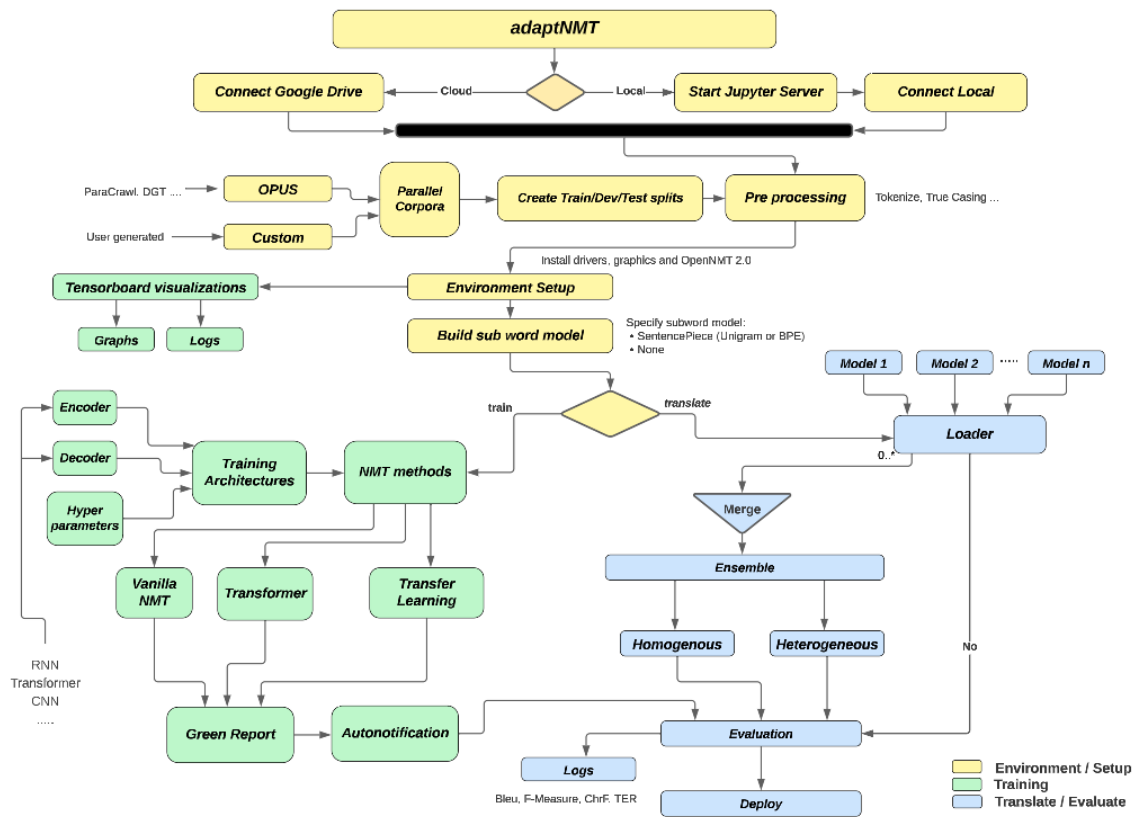 adaptNMT
Connect Google Drive
Cloud
Local
Start Jupyter Server
Connect Local
ParaCrawl. DGT ....
OPUS
Parallel
Corpora
Create Train/Dev/Test splits
Pre processing
Tokenize, True Casing ...
User generated
Custom
Install drivers, graphics and OpenNMT 2.0
Tensorboard visualizations
Environment Setup
Graphs
Logs
Build sub word model
Specify subword model:
• SentencePiece (Unigram or BPE)
• None
Model 1
Model 2
.....
Model n
Encoder
train
translate
Loader
0..*
Decoder
Training
Architectures
NMT methods
Hyper
parameters
Merge
Ensemble
Vanilla
NMT
Transformer
Transfer
Learning
Homogenous
Heterogeneous
No
RNN
Transformer
CNN
.....
Green Report
Autonotification
Evaluation
Logs
Bleu, F-Measure, ChrF. TER
Deploy
Environment / Setup
Training
Translate / Evaluate